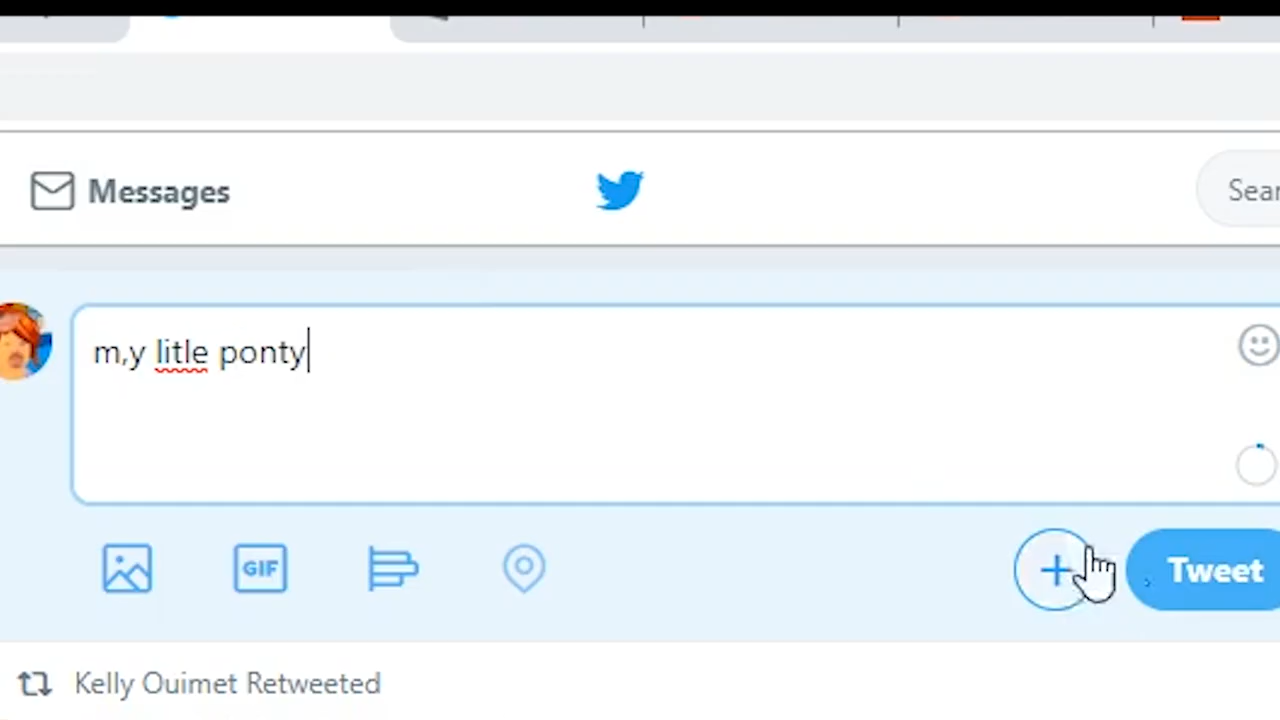 Messages
Sear
m,y litle ponty
GIF
Tweet
Kelly Ouimet Retweeted